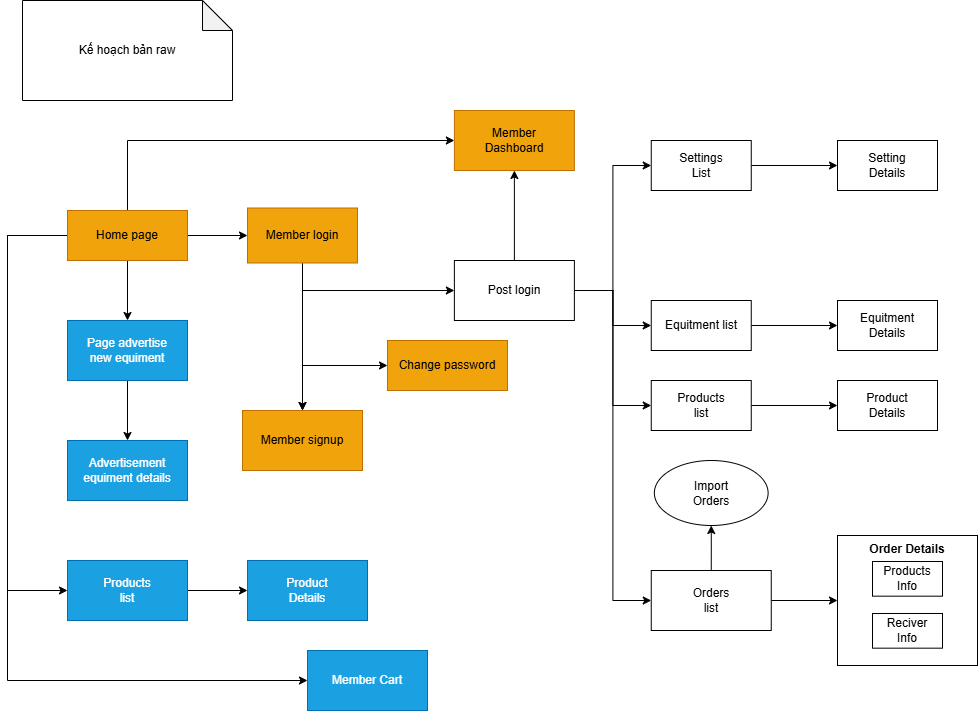 Kế hoạch bản raw
Member
Dashboard
Settings
List
Setting
Details
Home page
Member login
Post login
Page advertise
new equiment
Equitment list
Equitment
Details
Change password
Products
list
Product
Details
Member signup
Advertisement
equiment details
Import
Orders
Order Details
Products
Info
Reciver
Info
Orders
list
Products
list
Product
Details
Member Cart